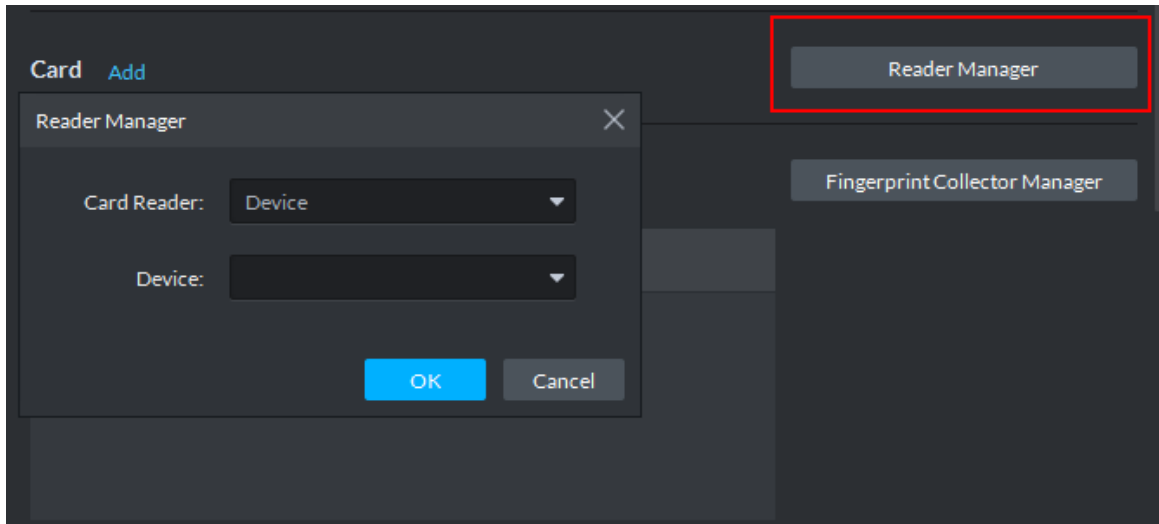 Card Add
Reader Manager
Reader Manager
Card Reader: Device
Device:
OK Cancel
Fingerprint Collector Manager